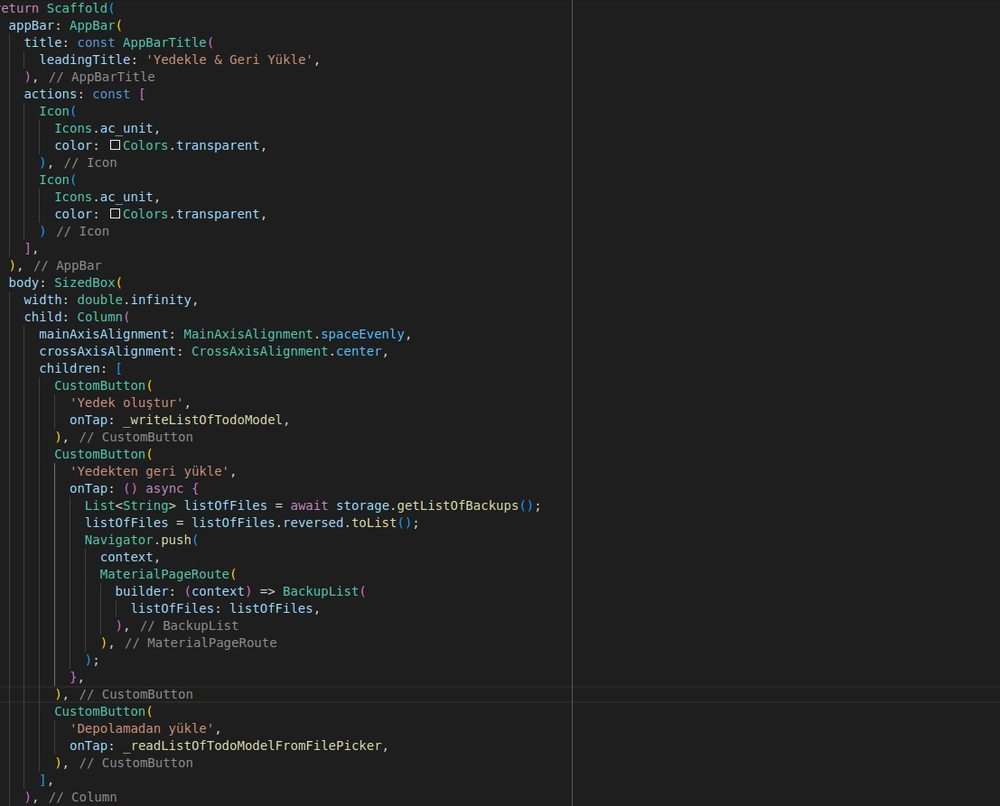 return Scaffold(
  appBar: AppBar(
    title: const AppBarTitle(
      leadingTitle: 'Yedekle & Geri Yükle',
    ), // AppBarTitle
    actions: const [
      Icon(
        Icons.ac_unit,
        color: Colors.transparent,
      ), // Icon
      Icon(
        Icons.ac_unit,
        color: Colors.transparent,
      ) // Icon
    ],
  ), // AppBar
  body: SizedBox(
    width: double.infinity,
    child: Column(
      mainAxisAlignment: MainAxisAlignment.spaceEvenly,
      crossAxisAlignment: CrossAxisAlignment.center,
      children: [
        CustomButton(
          'Yedek oluştur',
          onTap: _writeListOfTodoModel,
        ), // CustomButton
        CustomButton(
          'Yedekten geri yükle',
          onTap: () async {
            List<String> listOfFiles = await storage.getListOfBackups();
            listOfFiles = listOfFiles.reversed.toList();
            Navigator.push(
              context,
              MaterialPageRoute(
                builder: (context) => BackupList(
                  listOfFiles: listOfFiles,
                ), // BackupList
              ), // MaterialPageRoute
            );
          },
        ), // CustomButton
        CustomButton(
          'Depolamadan yükle',
          onTap: _readListOfTodoModelFromFilePicker,
        ), // CustomButton
      ],
    ), // Column